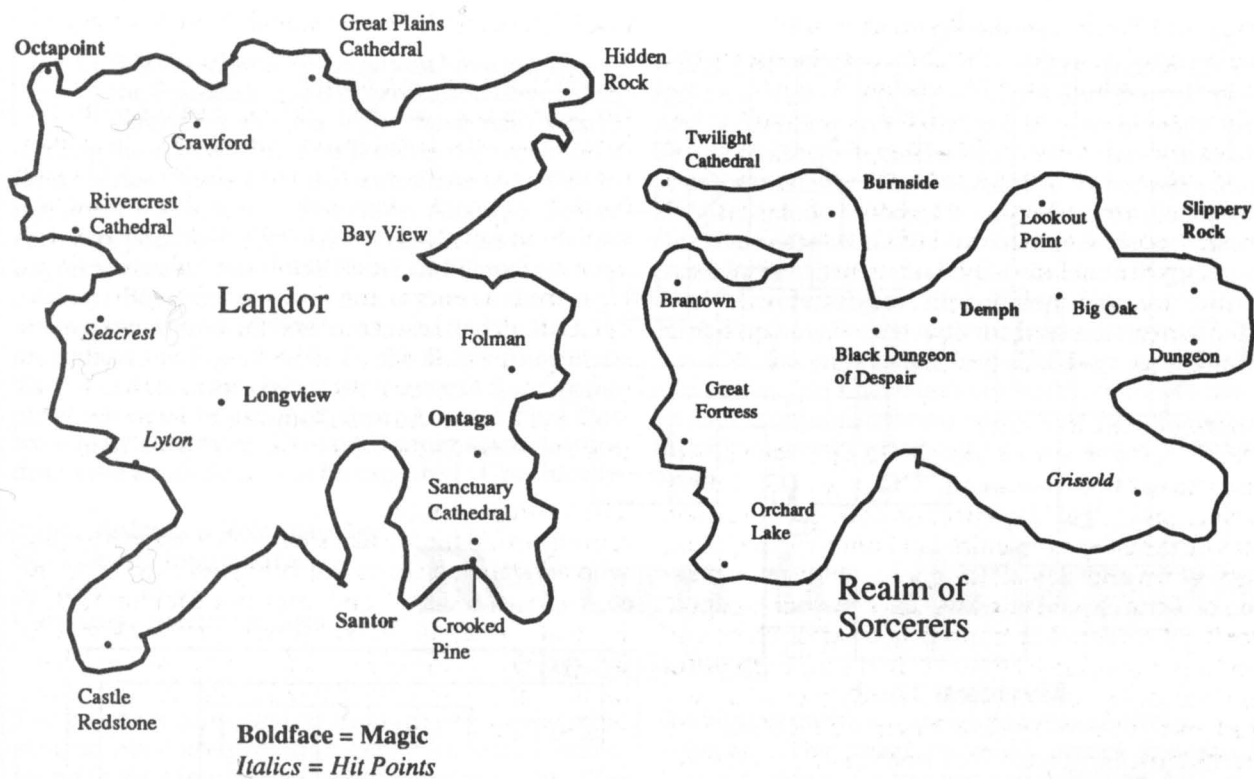 Octapoint
Great Plains
Cathedral
Hidden
Rock
Crawford
Rivercrest
Cathedral
Bay View
Landor
Seacrest
Folman
Longview
Ontaga
Lyton
Sanctuary
Cathedral
Santor
Crooked
Pine
Castle
Redstone
Twilight
Cathedral
Burnside
Lookout
Point
Slippery
Rock
Brantown
Demph
Big Oak
Black Dungeon
of Despair
Dungeon
Great
Fortress
Grissold
Orchard
Lake
Realm of
Sorcerers
Boldface = Magic
Italics = Hit Points